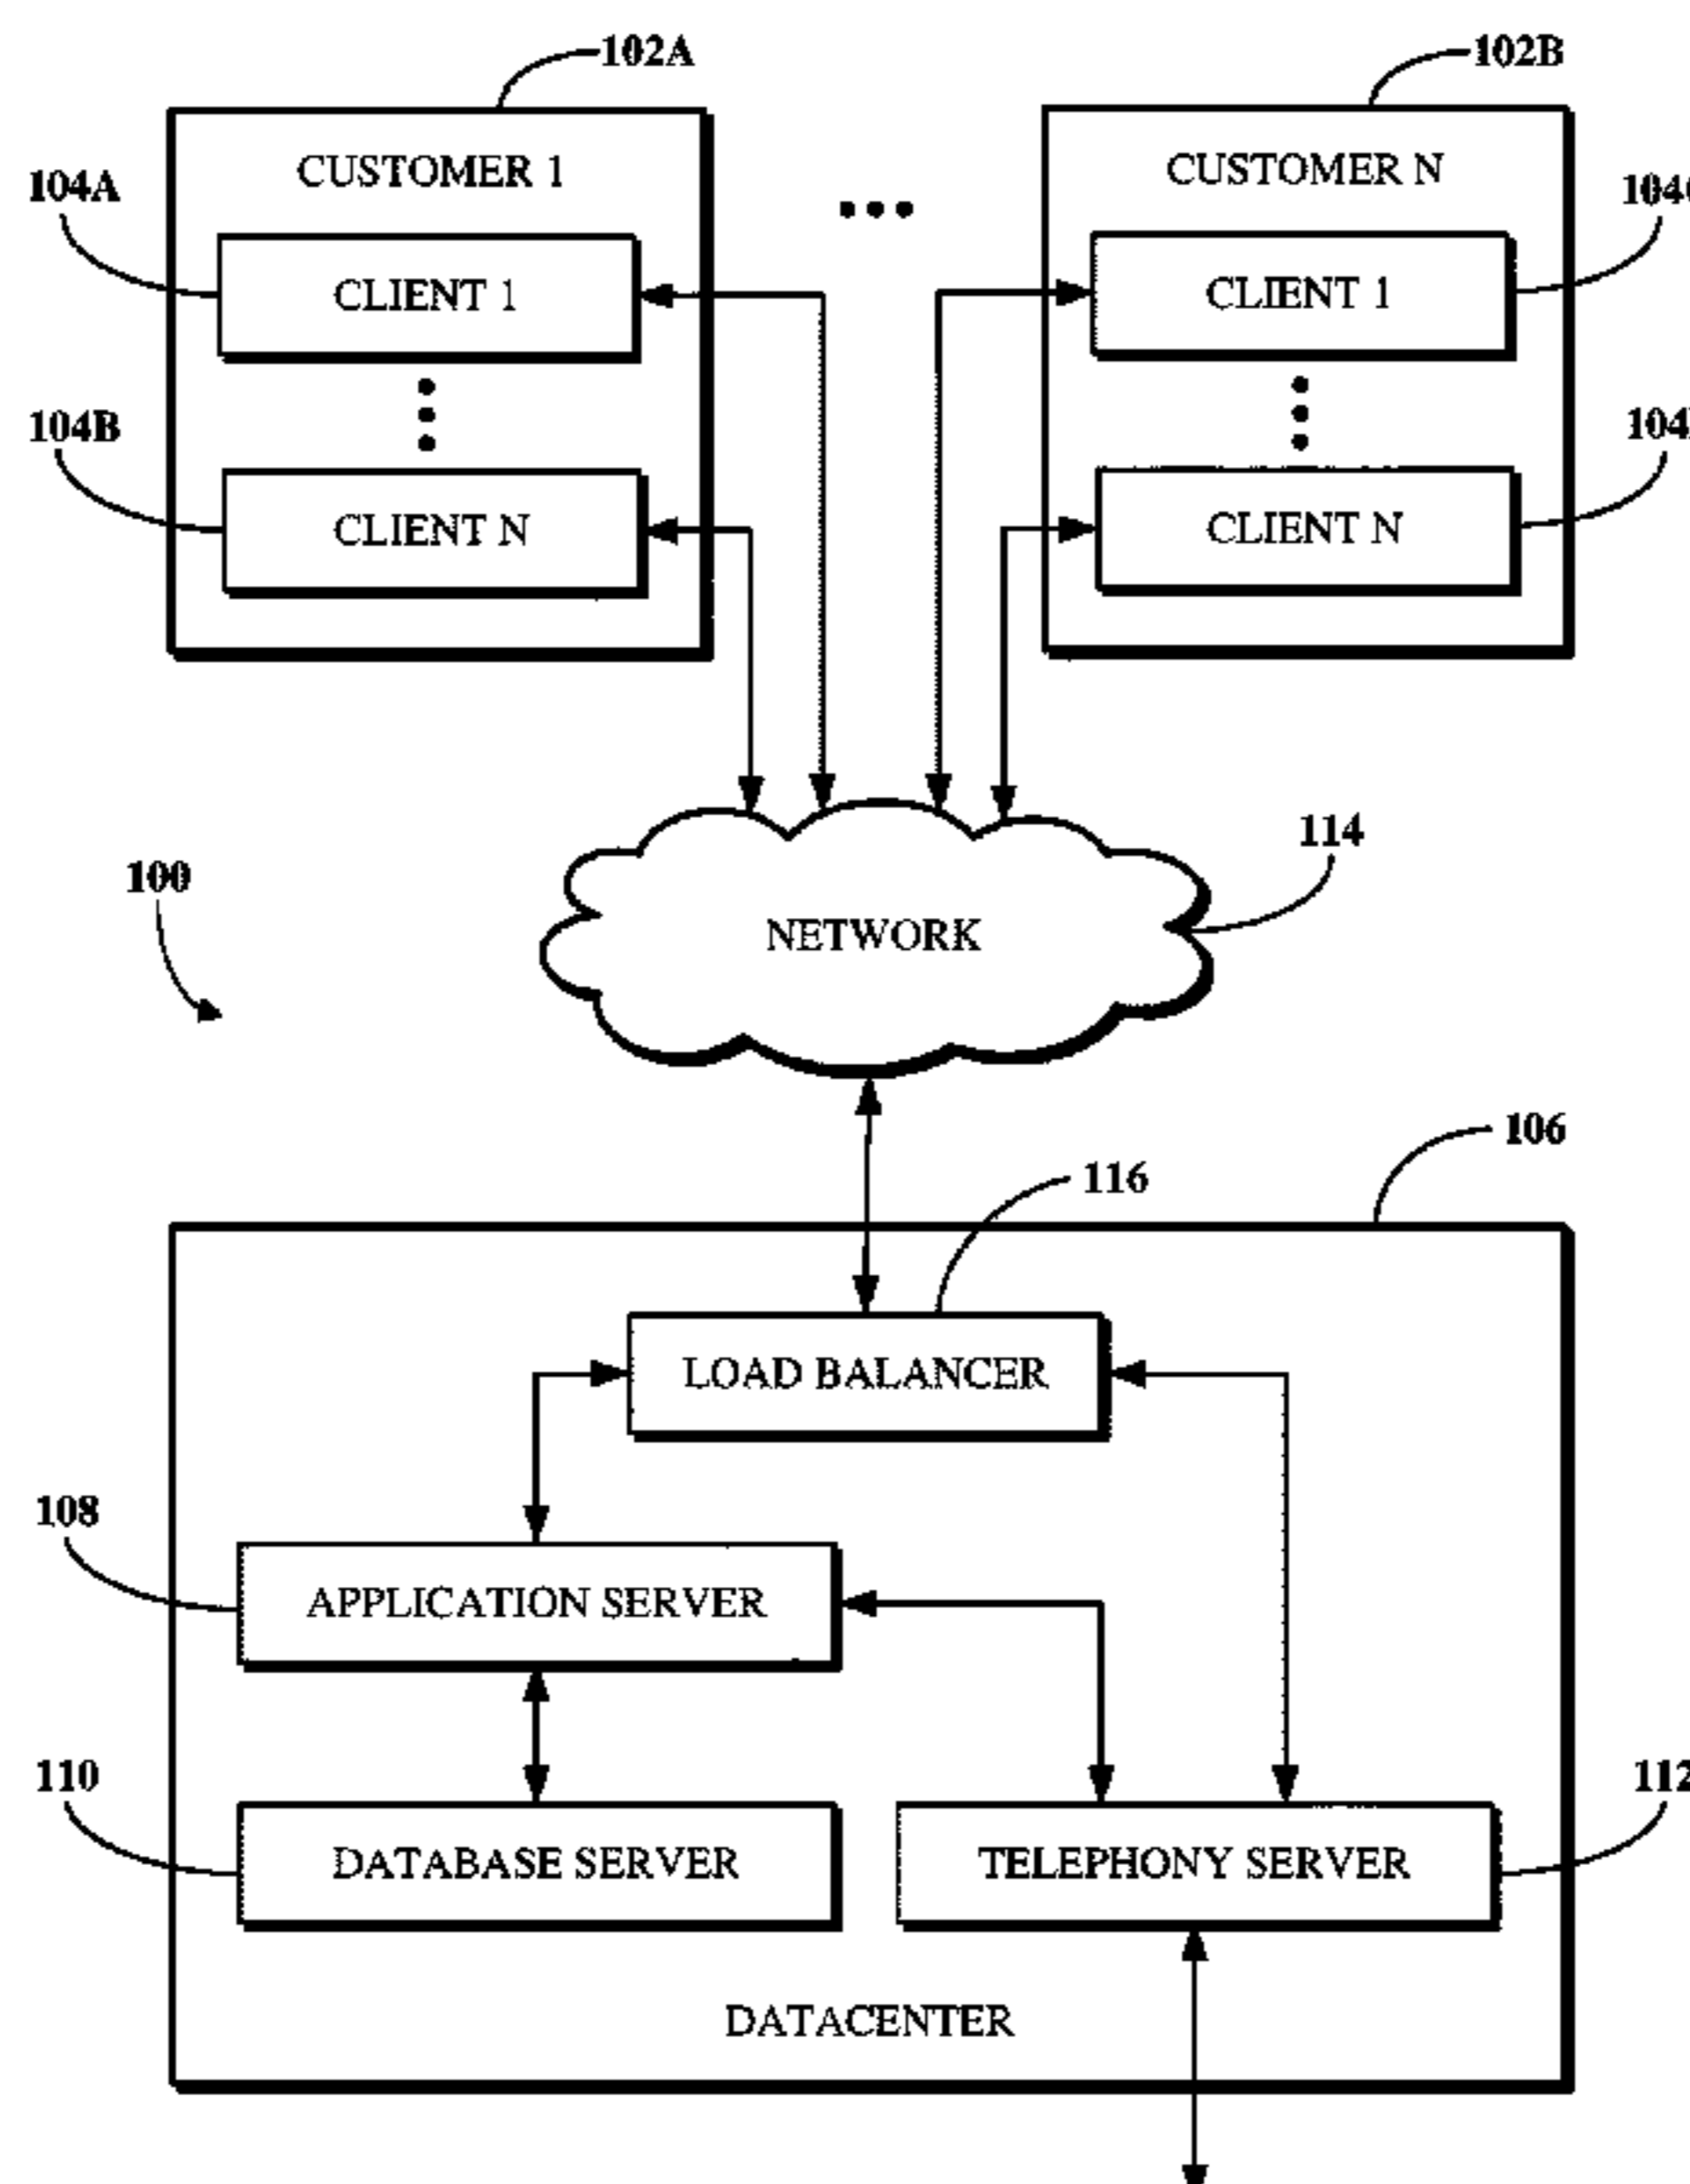 102A
102B
CUSTOMER 1
CUSTOMER N
104A
CLIENT 1
CLIENT 1
104B
CLIENT N
CLIENT N
114
100
NETWORK
106
116
LOAD BALANCER
108
APPLICATION SERVER
110
112
DATABASE SERVER
TELEPHONY SERVER
DATACENTER